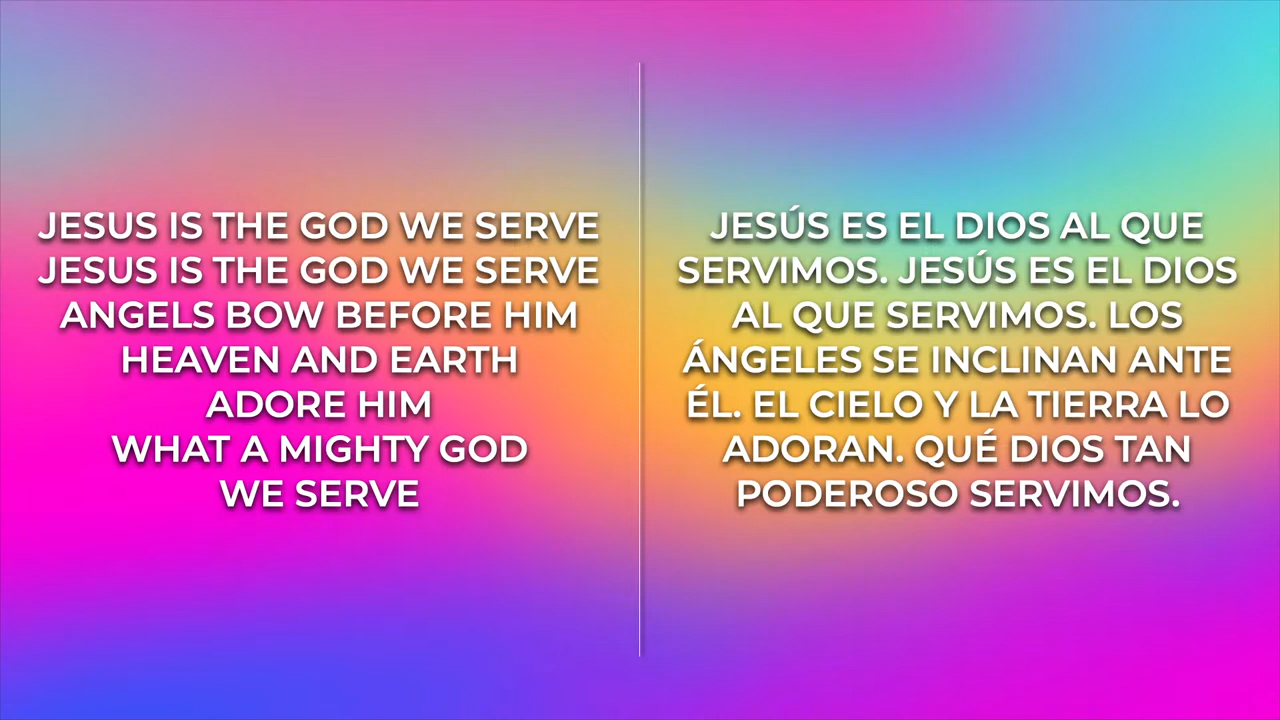 JESUS IS THE GOD WE SERVE
JESUS IS THE GOD WE SERVE
ANGELS BOW BEFORE HIM
HEAVEN AND EARTH
ADORE HIM
WHAT A MIGHTY GOD
WE SERVE
JESÚS ES EL DIOS AL QUE
SERVIMOS. JESÚS ES EL DIOS
AL QUE SERVIMOS. LOS
ÁNGELES SE INCLINAN ANTE
ÉL. EL CIELO Y LA TIERRA LO
ADORAN. QUÉ DIOS TAN
PODEROSO SERVIMOS.